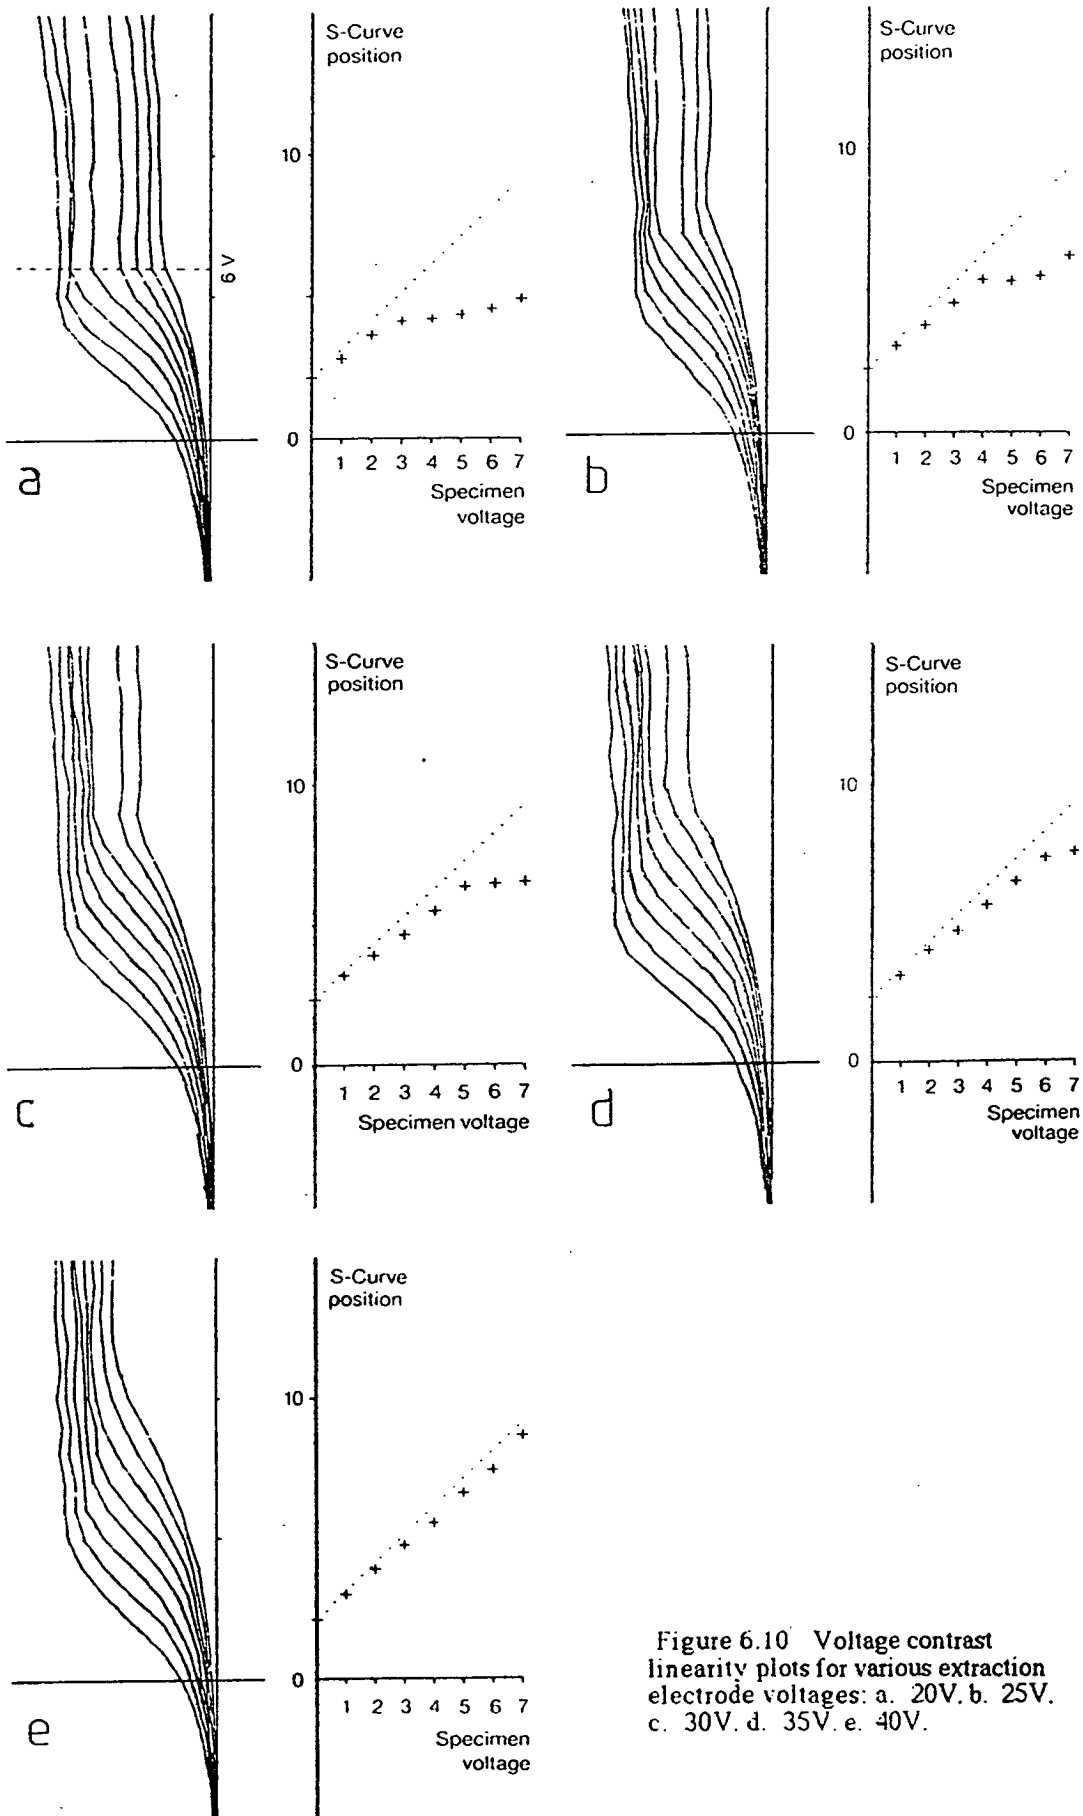 S-Curve
position
10
6 V
0
1 2 3 4 5 6 7
Specimen
voltage
a
S-Curve
position
10
0
1 2 3 4 5 6 7
Specimen
voltage
b
S-Curve
position
10
0
1 2 3 4 5 6 7
Specimen voltage
c
S-Curve
position
10
0
1 2 3 4 5 6 7
Specimen
voltage
d
S-Curve
position
10
0
1 2 3 4 5 6 7
Specimen
voltage
e
Figure 6.10 Voltage contrast
linearity plots for various extraction
electrode voltages: a. 20V. b. 25V.
c. 30V. d. 35V. e. 40V.